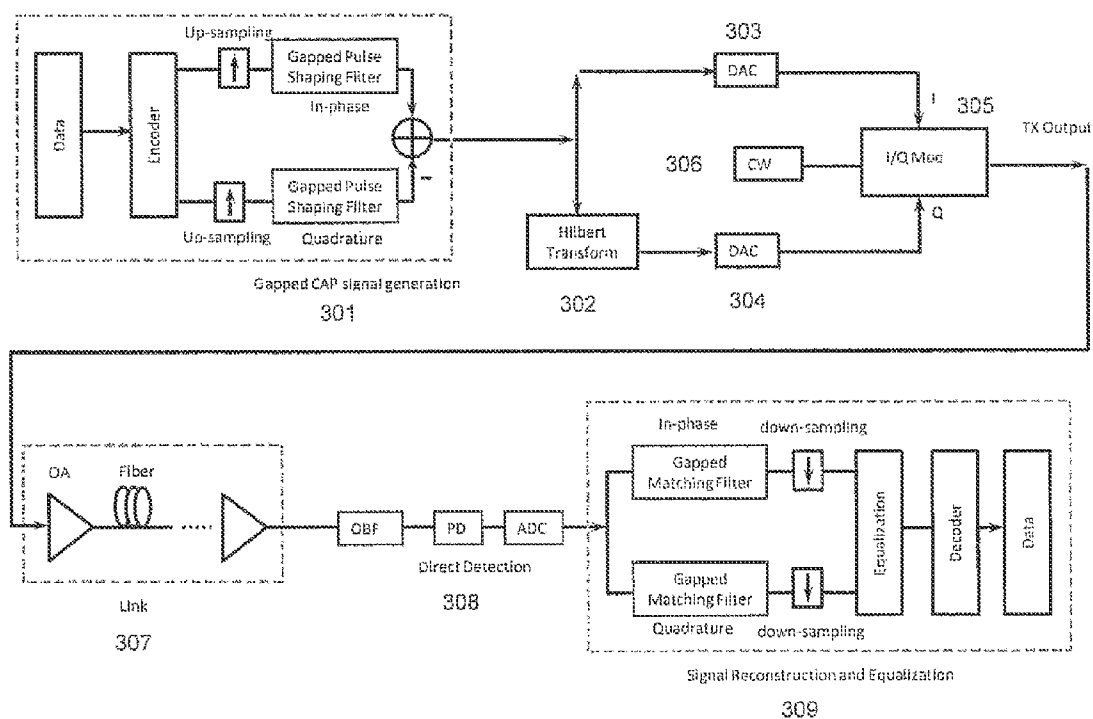 Up-sampling
Data
Encoder
Gapped Pulse
Shaping Filter
In-phase
Gapped Pulse
Shaping Filter
Quadrature
Up-sampling
Gapped CAP signal generation
301
Hilbert
Transform
302
303
DAC
DAC
304
I
305
I/Q Mod
Q
306
CW
TX Output
OA
Fiber
Link
307
OBF
PD
ADC
Direct Detection
308
In-phase
down-sampling
Gapped
Matching Filter
Gapped
Matching Filter
Quadrature
down-sampling
Equalization
Decoder
Data
Signal Reconstruction and Equalization
309